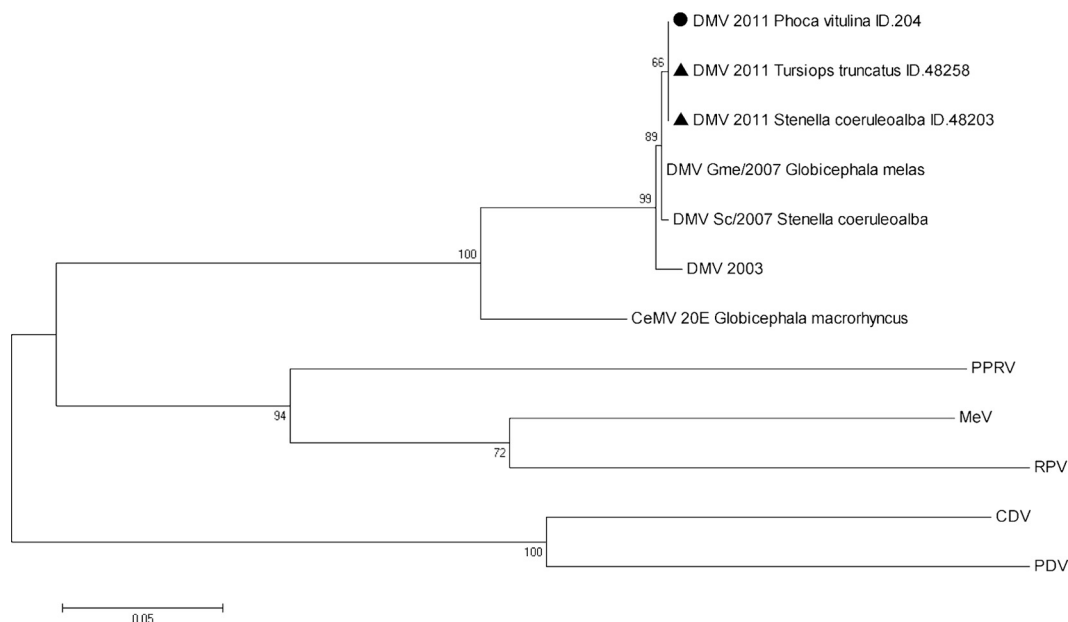 DMV 2011 Phoca vitulina ID.204
66
DMV 2011 Tursiops truncatus ID.48258
DMV 2011 Stenella coeruleoalba ID.48203
89
DMV Gme/2007 Globicephala melas
99
DMV Sc/2007 Stenella coeruleoalba
100
DMV 2003
CeMV 20E Globicephala macrorhyncus
PPRV
94
MeV
72
RPV
CDV
100
PDV
0.05